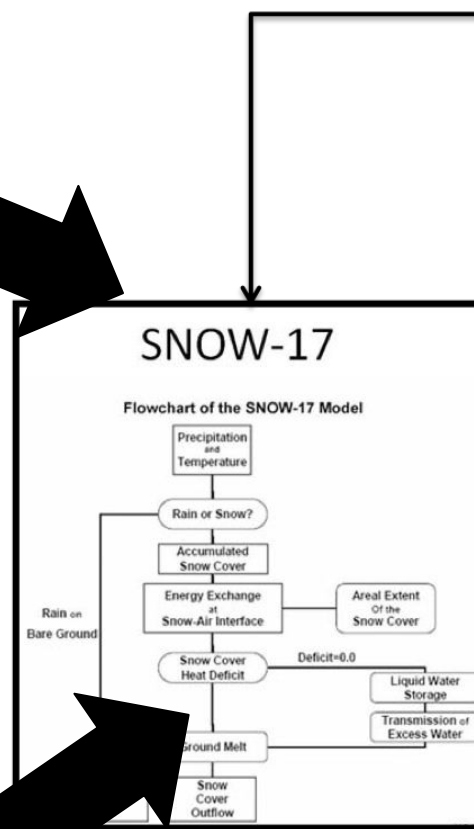 SNOW-17
Flowchart of the SNOW-17 Model
Precipitation
and
Temperature
Rain or Snow?
Accumulated
Snow Cover
Energy Exchange
at
Snow-Air Interface
Areal Extent
Of the
Snow Cover
Rain on
Bare Ground
Snow Cover
Heat Deficit
Deficit=0.0
Liquid Water
Storage
Transmission of
Excess Water
Ground Melt
Snow
Cover
Outflow